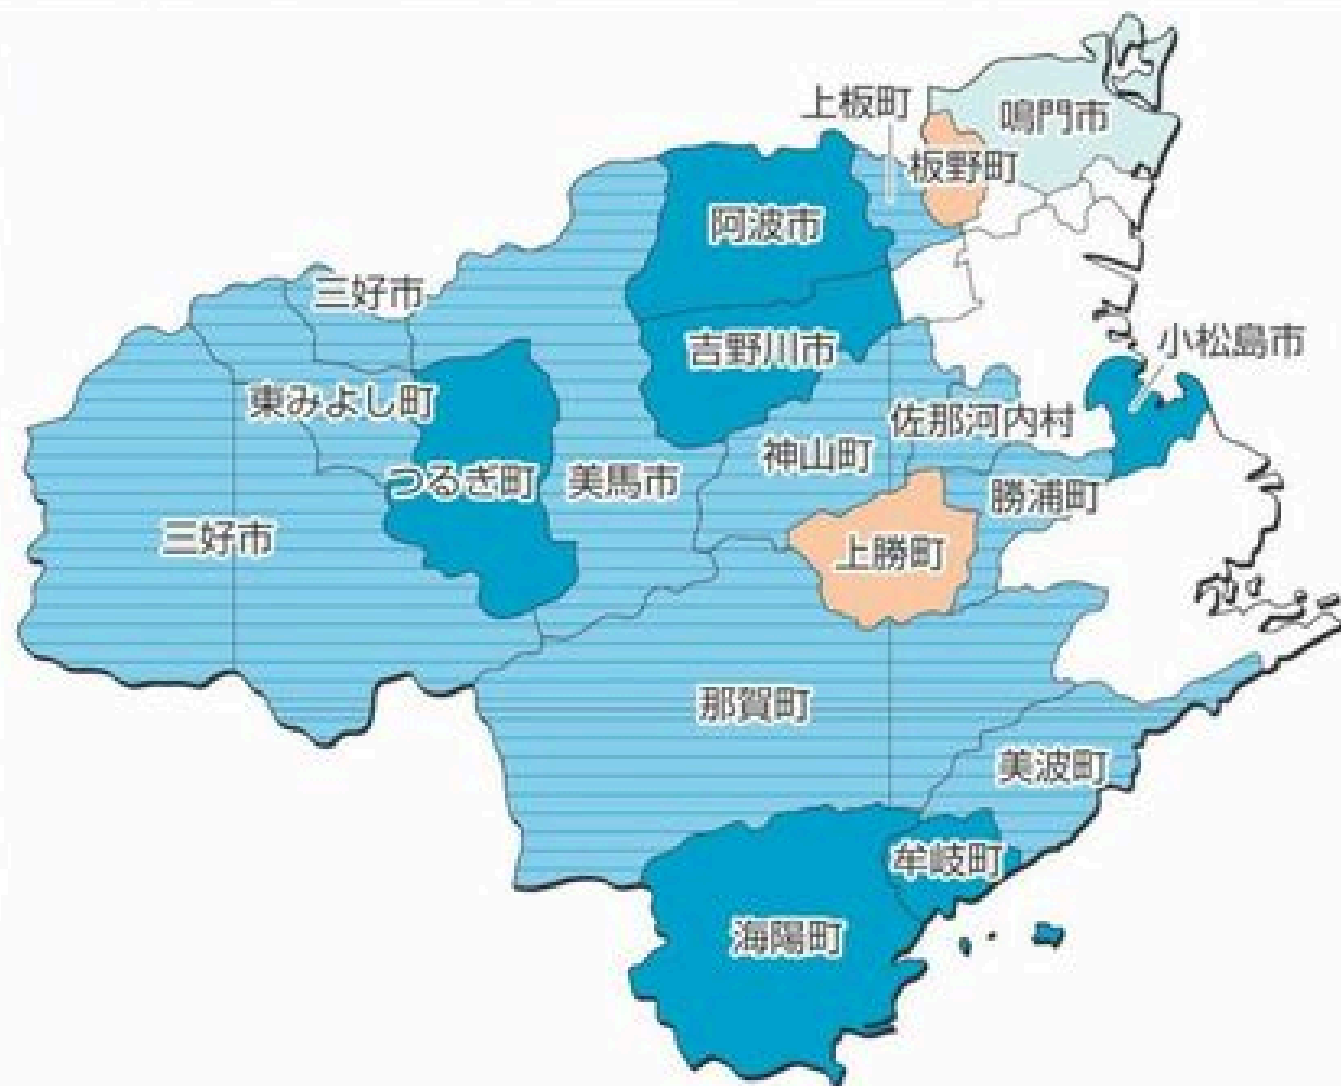 上板町
鳴門市
板野町
阿波市
三好市
吉野川市
小松島市
東みよし町
佐那河内村
神山町
つるぎ町
美馬市
勝浦町
三好市
上勝町
那賀町
美波町
牟岐町
海陽町